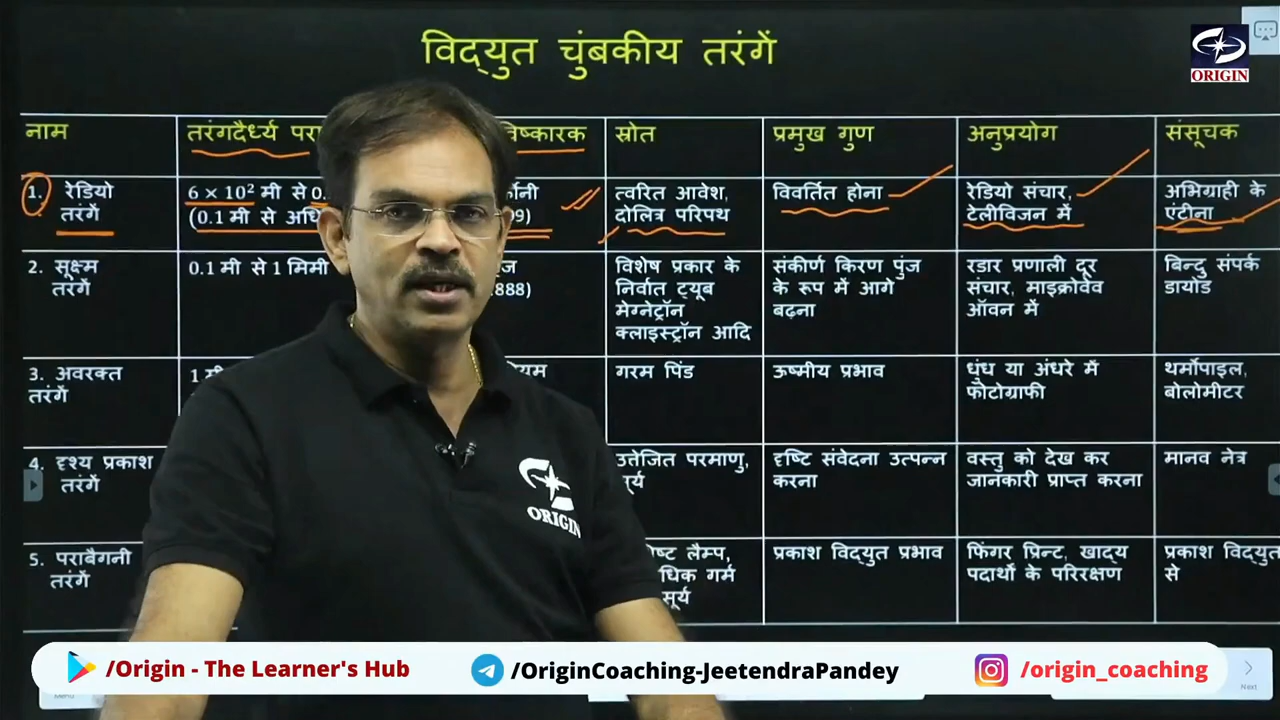 विद्युत चुंबकीय तरंगें
ORIGIN
नाम
तरंगदैर्ध्य
स्रोत
प्रमुख गुण
अनुप्रयोग
संसूचक
1. रेडियो
तरंगें
6 × 10² मी से
(0.1 मी से
त्वरित आवेश,
दोलित्र परिपथ
विवर्तित होना
रेडियो संचार,
टेलीविजन में
अभिग्राही के
एंटीना
2. सूक्ष्म
तरंगें
0.1 मी से 1 मिमी
888)
विशेष प्रकार के
निर्वात ट्यूब
मेग्नेट्रॉन
क्लाइस्ट्रॉन आदि
संकीर्ण किरण पुंज
के रूप में आगे
बढ़ना
रडार प्रणाली दूर
संचार, माइक्रोवेव
ऑवन में
बिन्दु संपर्क
डायोड
3. अवरक्त
तरंगें
गरम पिंड
ऊष्मीय प्रभाव
धुंध या अंधरे में
फोटोग्राफी
थर्मोपाइल,
बोलोमीटर
4. दृश्य प्रकाश
तरंगें
उतेजित परमाणु,
दृष्टि संवेदना उत्पन्न
करना
वस्तु को देख कर
जानकारी प्राप्त करना
मानव नेत्र
5. पराबैगनी
तरंगें
लैम्प,
गर्म
सूर्य
प्रकाश विद्युत प्रभाव
फिंगर प्रिन्ट, खाद्य
पदार्थो के परिरक्षण
प्रकाश विद्युत
से
ORIGIN
/Origin - The Learner's Hub
/OriginCoaching-JeetendraPandey
/origin_coaching
Next